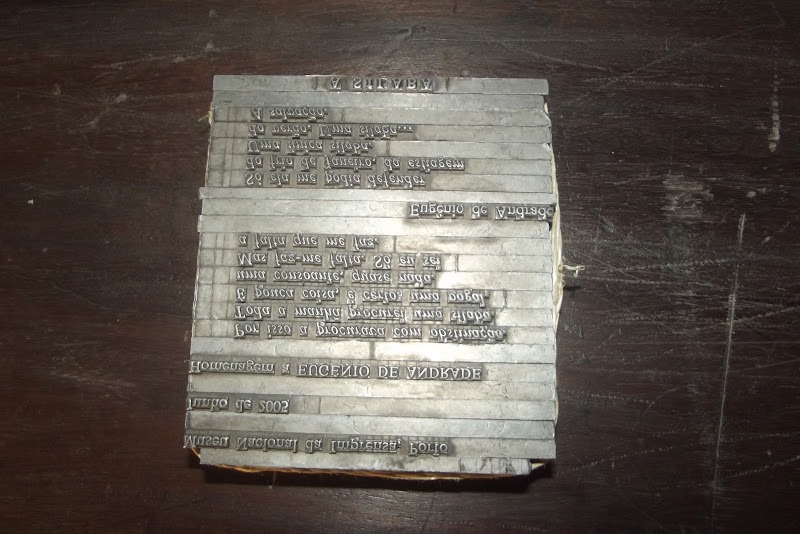 A SÍLABA
A salvação.
do verão. Uma sílaba...
Uma única sílaba.
do frio de janeiro, da estiagem
Só ela me podia defender
Eugénio de Andrade
a falta que me faz.
Mas faz-me falta. Só eu sei
uma consoante, quase nada.
É pouca coisa, é certo: uma vogal,
Toda a manhã procurei uma sílaba.
Por isso a procurava com obstinação.
Homenagem a EUGÉNIO DE ANDRADE
Junho de 2005
Museu Nacional da Imprensa, Porto